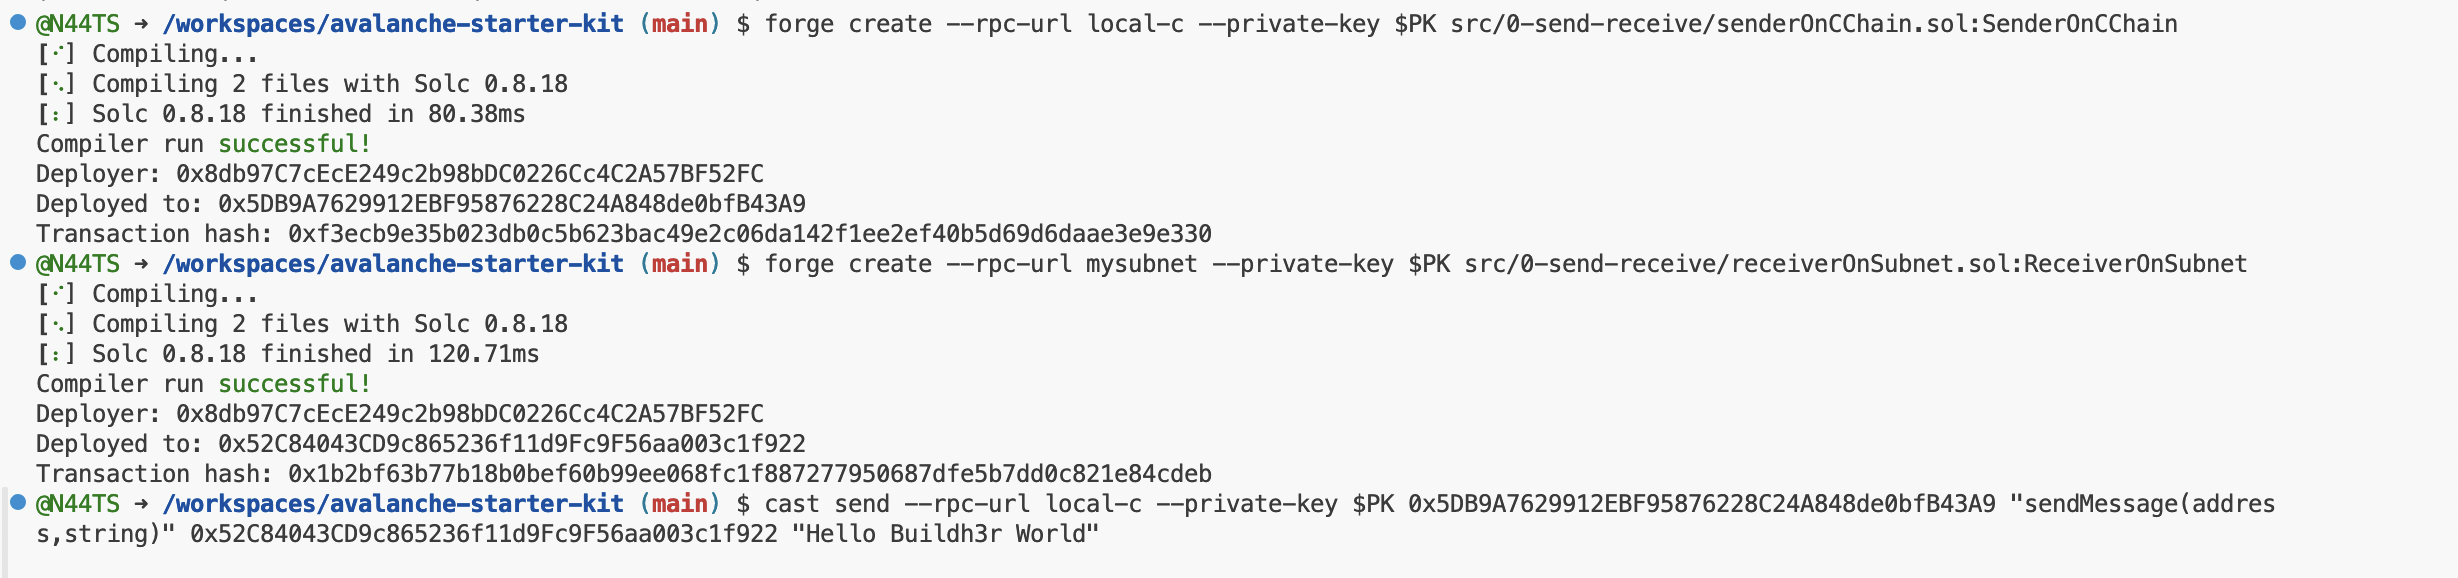 @N44TS ➜ /workspaces/avalanche-starter-kit (main) $ forge create --rpc-url local-c --private-key $PK src/0-send-receive/senderOnCChain.sol:SenderOnCChain
[⠊] Compiling...
[⠢] Compiling 2 files with Solc 0.8.18
[⠆] Solc 0.8.18 finished in 80.38ms
Compiler run successful!
Deployer: 0x8db97C7cEcE249c2b98bDC0226Cc4C2A57BF52FC
Deployed to: 0x5DB9A7629912EBF95876228C24A848de0bfB43A9
Transaction hash: 0xf3ecb9e35b023db0c5b623bac49e2c06da142f1ee2ef40b5d69d6daae3e9e330
@N44TS ➜ /workspaces/avalanche-starter-kit (main) $ forge create --rpc-url mysubnet --private-key $PK src/0-send-receive/receiverOnSubnet.sol:ReceiverOnSubnet
[⠊] Compiling...
[⠢] Compiling 2 files with Solc 0.8.18
[⠆] Solc 0.8.18 finished in 120.71ms
Compiler run successful!
Deployer: 0x8db97C7cEcE249c2b98bDC0226Cc4C2A57BF52FC
Deployed to: 0x52C84043CD9c865236f11d9Fc9F56aa003c1f922
Transaction hash: 0x1b2bf63b77b18b0bef60b99ee068fc1f887277950687dfe5b7dd0c821e84cdeb
@N44TS ➜ /workspaces/avalanche-starter-kit (main) $ cast send --rpc-url local-c --private-key $PK 0x5DB9A7629912EBF95876228C24A848de0bfB43A9 "sendMessage(addres
s,string)" 0x52C84043CD9c865236f11d9Fc9F56aa003c1f922 "Hello Buildh3r World"